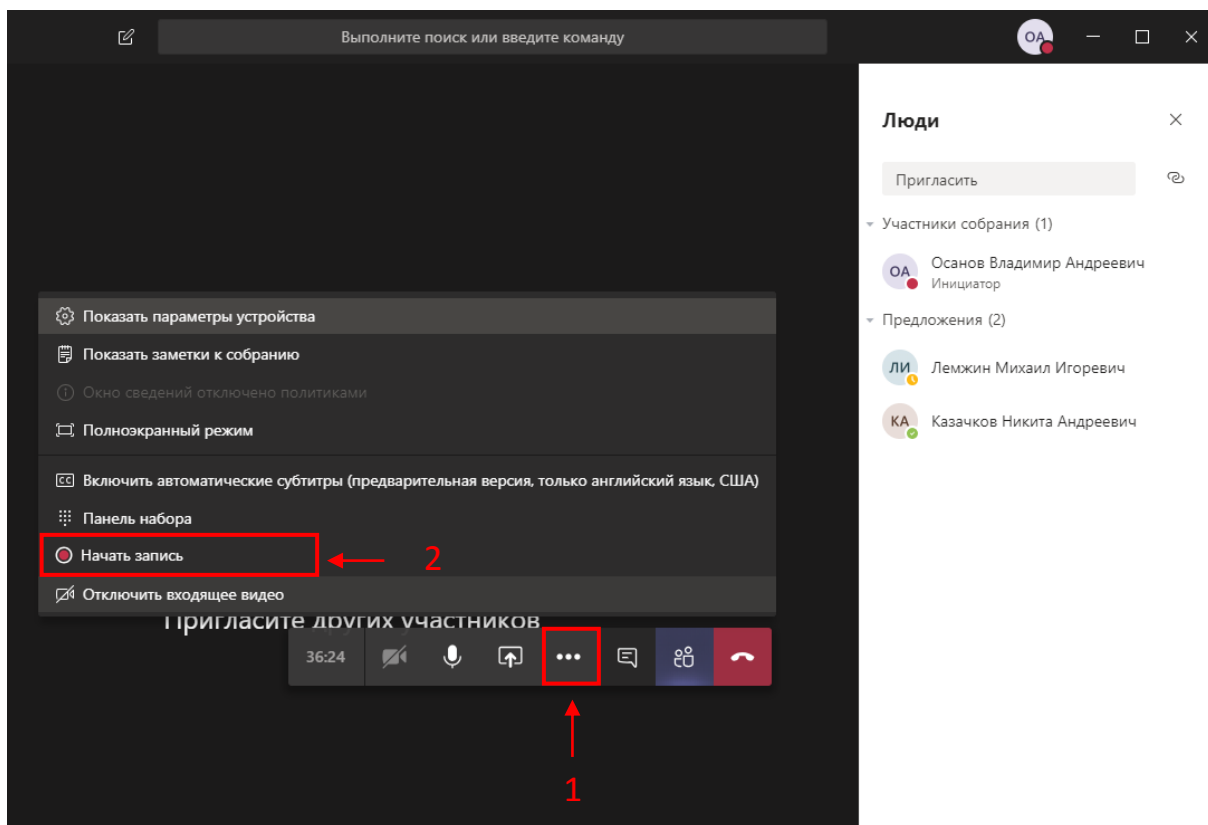 Выполните поиск или введите команду
ОА
Люди
Пригласить
Участники собрания (1)
ОА
Осанов Владимир Андреевич
Инициатор
Предложения (2)
ЛИ
Лемжин Михаил Игоревич
КА
Казачков Никита Андреевич
Показать параметры устройства
Показать заметки к собранию
Окно сведений отключено политиками
Полноэкранный режим
CC Включить автоматические субтитры (предварительная версия, только английский язык, США)
Панель набора
Начать запись
2
Отключить входящее видео
Пригласите других участников
36:24
1